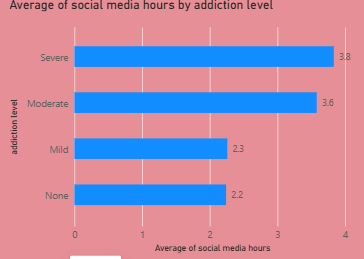 Average of social media hours by addiction level
addiction level
Severe 3.8
Moderate 3.6
Mild 2.3
None 2.2
0 1 2 3 4
Average of social media hours